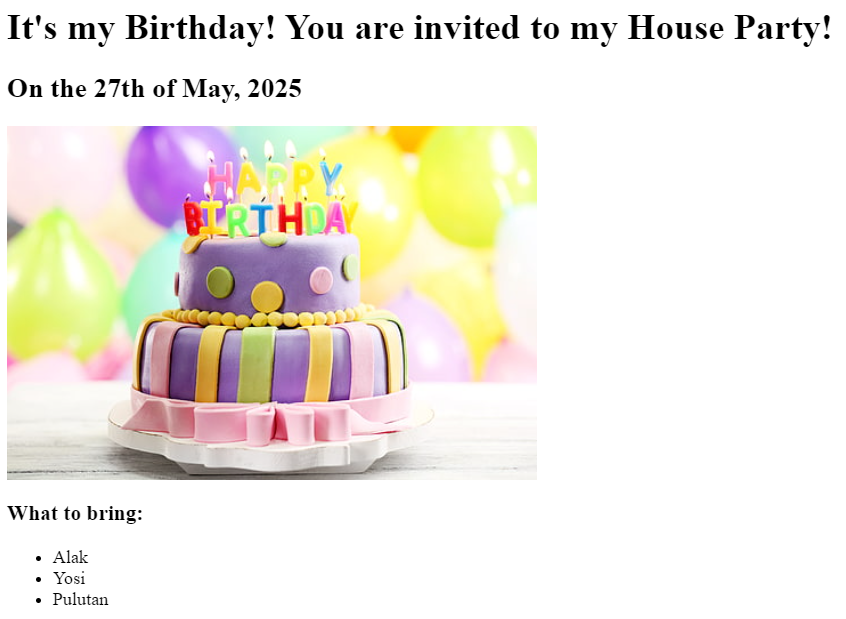 It's my Birthday! You are invited to my House Party!
On the 27th of May, 2025
HAPPY
BIRTHDAY
What to bring:
Alak
Yosi
Pulutan